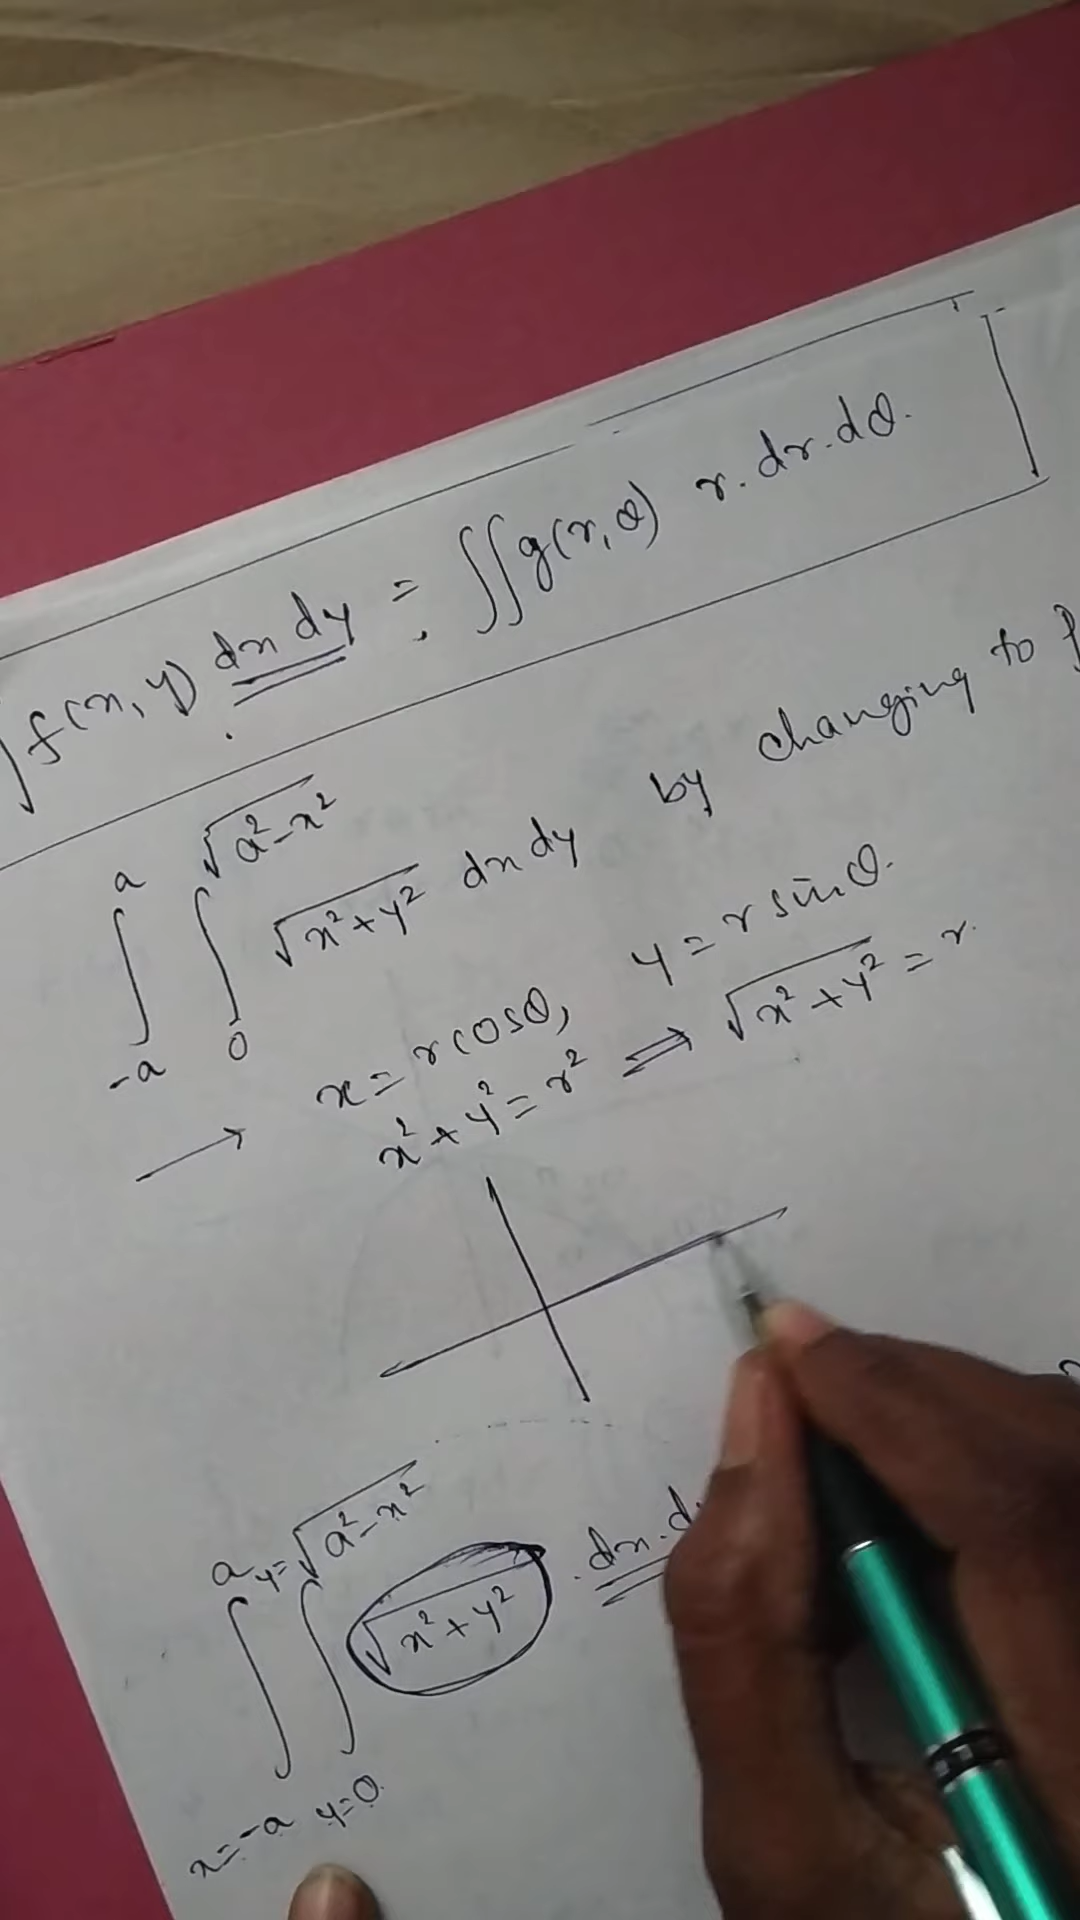 ∫ f(x,y) dx dy = ∬ g(r,θ) r.dr.dθ.
∫_{-a}^{a} ∫_{0}^{√(a²-x²)} √(x²+y²) dx dy by changing to
→ x = r cosθ, y = r sinθ.
x²+y² = r² ⇒ √(x²+y²) = r.
∫_{x=-a}^{a} ∫_{y=0}^{y=√(a²-x²)} √(x²+y²) . dx.d